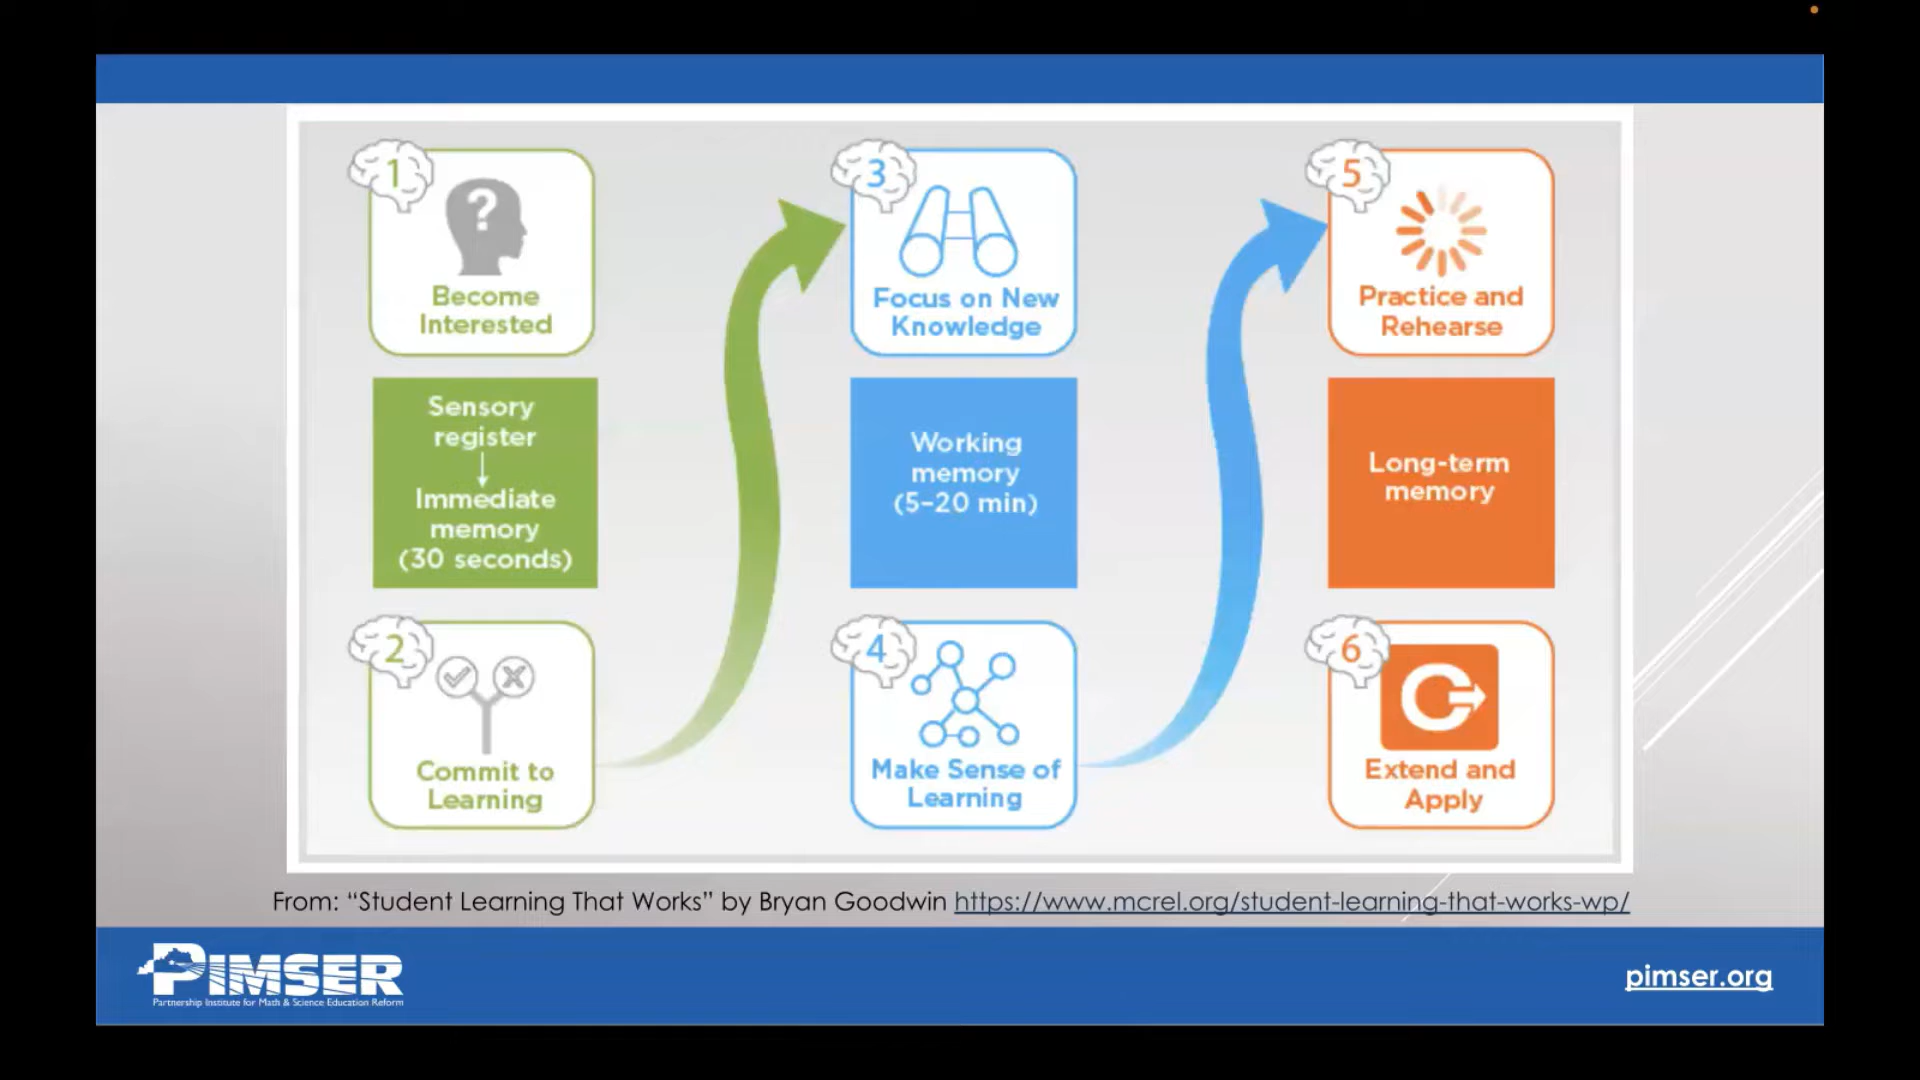 1
Become
Interested
Sensory
register
Immediate
memory
(30 seconds)
2
Commit to
Learning
3
Focus on New
Knowledge
Working
memory
(5–20 min)
4
Make Sense of
Learning
5
Practice and
Rehearse
Long-term
memory
6
Extend and
Apply
From: “Student Learning That Works” by Bryan Goodwin https://www.mcrel.org/student-learning-that-works-wp/
PIMSER
Partnership Institute for Math & Science Education Reform
pimser.org